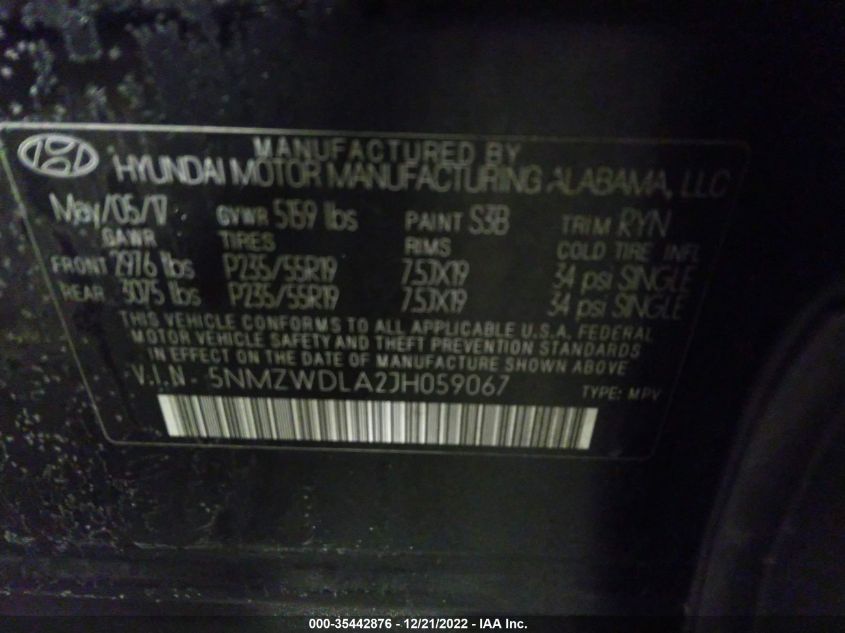 MANUFACTURED BY
HYUNDAI MOTOR MANUFACTURING ALABAMA, LLC
May/05/17 GVWR 5159 lbs PAINT S3B TRIM RYN
GAWR TIRES RIMS COLD TIRE INFL
FRONT 2976 lbs P235/55R19 7.5JX19 34 psi SINGLE
REAR 3075 lbs P235/55R19 7.5JX19 34 psi SINGLE
THIS VEHICLE CONFORMS TO ALL APPLICABLE U.S.A. FEDERAL
MOTOR VEHICLE SAFETY AND THEFT PREVENTION STANDARDS
IN EFFECT ON THE DATE OF MANUFACTURE SHOWN ABOVE
V.I.N - 5NMZWDLA2JH059067 TYPE: MPV
000-35442876 - 12/21/2022 - IAA Inc.